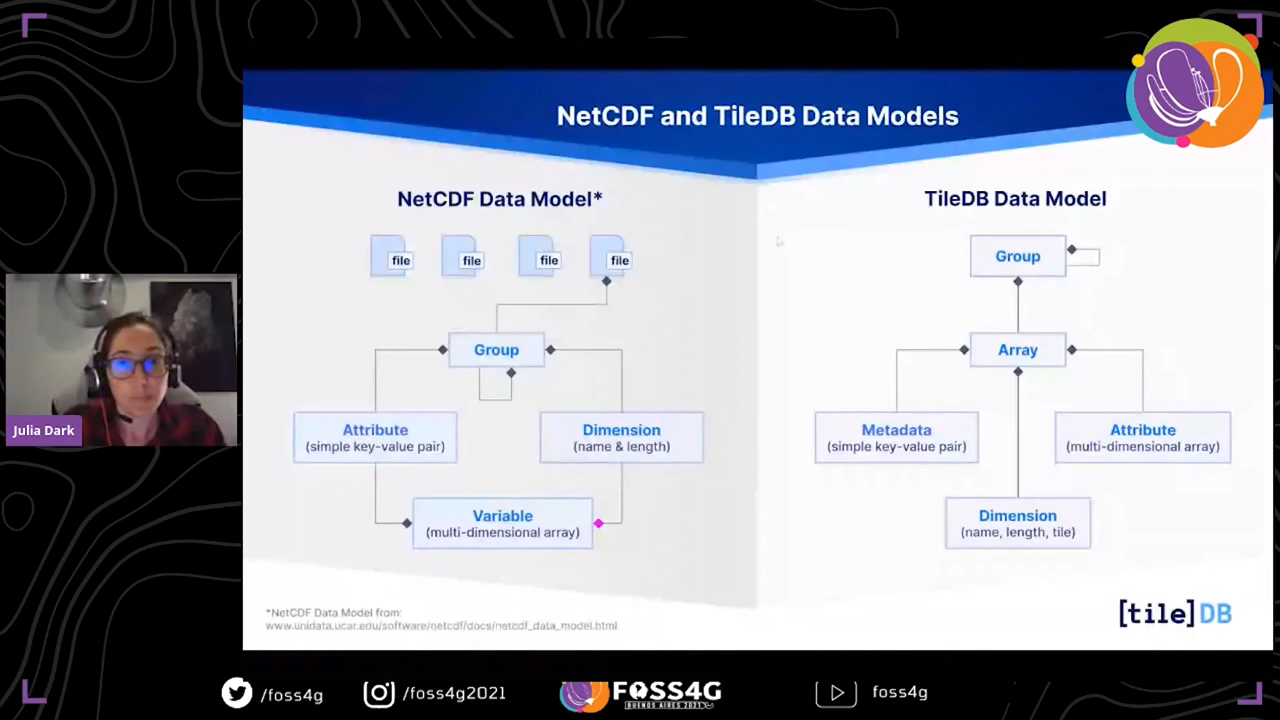 NetCDF and TileDB Data Models
NetCDF Data Model*
file
file
file
file
Group
Attribute
(simple key-value pair)
Dimension
(name & length)
Variable
(multi-dimensional array)
*NetCDF Data Model from:
www.unidata.ucar.edu/software/netcdf/docs/netcdf_data_model.html
TileDB Data Model
Group
Array
Metadata
(simple key-value pair)
Attribute
(multi-dimensional array)
Dimension
(name, length, tile)
[tile]DB
Julia Dark
/foss4g
/foss4g2021
FOSS4G
BUENOS AIRES 2021
foss4g